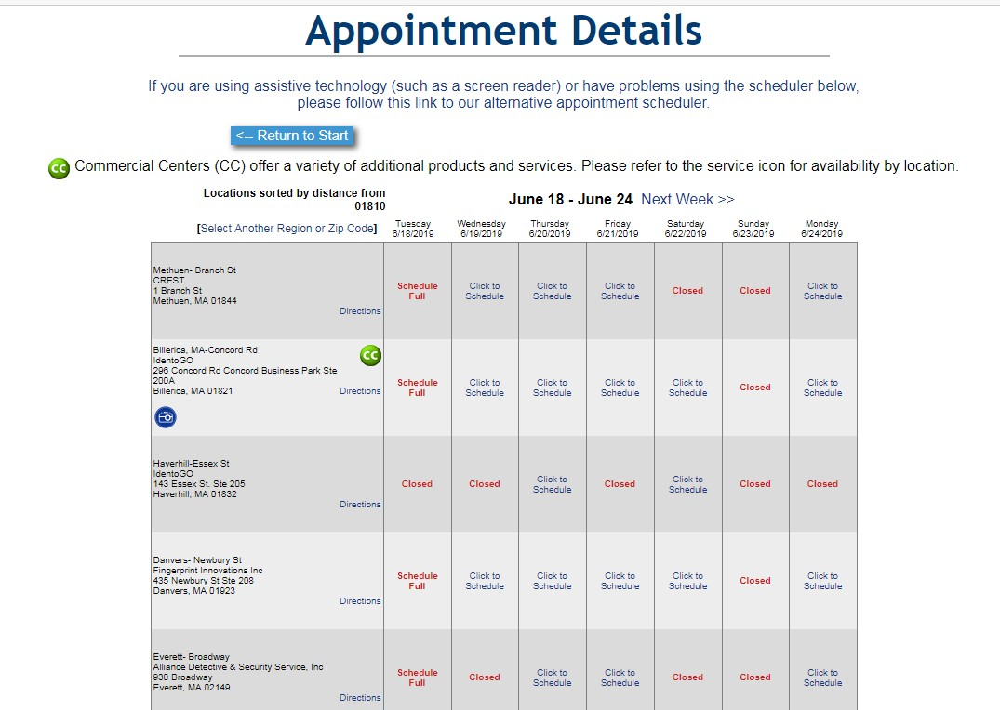 Appointment Details
If you are using assistive technology (such as a screen reader) or have problems using the scheduler below,
please follow this link to our alternative appointment scheduler.
<-- Return to Start
CC Commercial Centers (CC) offer a variety of additional products and services. Please refer to the service icon for availability by location.
Locations sorted by distance from
01810
[Select Another Region or Zip Code]
June 18 - June 24 Next Week >>
Tuesday Wednesday Thursday Friday Saturday Sunday Monday
6/18/2019 6/19/2019 6/20/2019 6/21/2019 6/22/2019 6/23/2019 6/24/2019
Methuen- Branch St
CREST
1 Branch St
Methuen, MA 01844
Directions
Schedule Click to Click to Click to Closed Closed Click to
Full Schedule Schedule Schedule Schedule
Billerica, MA-Concord Rd
CC
IdentoGO
296 Concord Rd Concord Business Park Ste
200A
Billerica, MA 01821
Directions
Schedule Click to Click to Click to Click to Closed Click to
Full Schedule Schedule Schedule Schedule Schedule
Haverhill-Essex St
IdentoGO
143 Essex St. Ste 205
Haverhill, MA 01832
Directions
Closed Closed Click to Closed Click to Closed Closed
Schedule Schedule
Danvers- Newbury St
Fingerprint Innovations Inc
435 Newbury St Ste 208
Danvers, MA 01923
Directions
Schedule Click to Click to Click to Click to Closed Click to
Full Schedule Schedule Schedule Schedule Schedule
Everett- Broadway
Alliance Detective & Security Service, Inc
930 Broadway
Everett, MA 02149
Directions
Schedule Closed Click to Click to Closed Closed Click to
Full Schedule Schedule Schedule